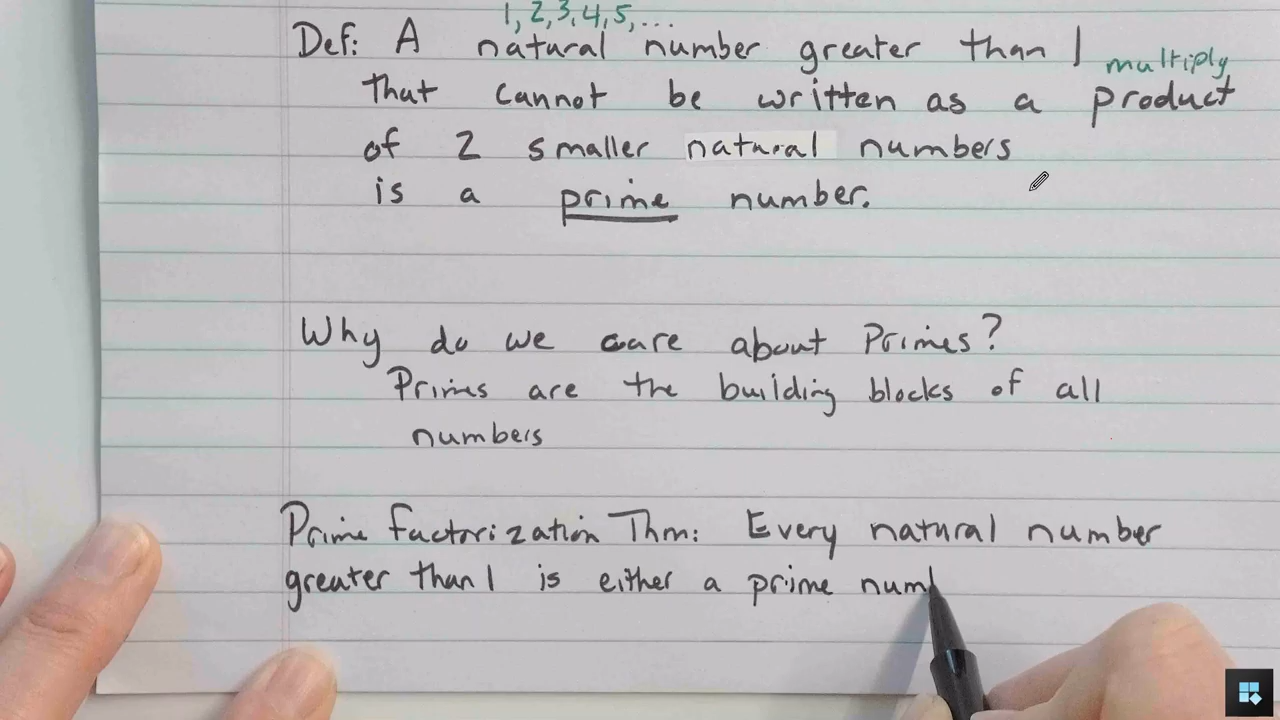 1, 2, 3, 4, 5, ...
Def: A natural number greater than 1
multiply
that cannot be written as a product
of 2 smaller natural numbers
is a prime number.
Why do we care about Primes?
Primes are the building blocks of all
numbers
Prime Factorization Thm: Every natural number
greater than 1 is either a prime num